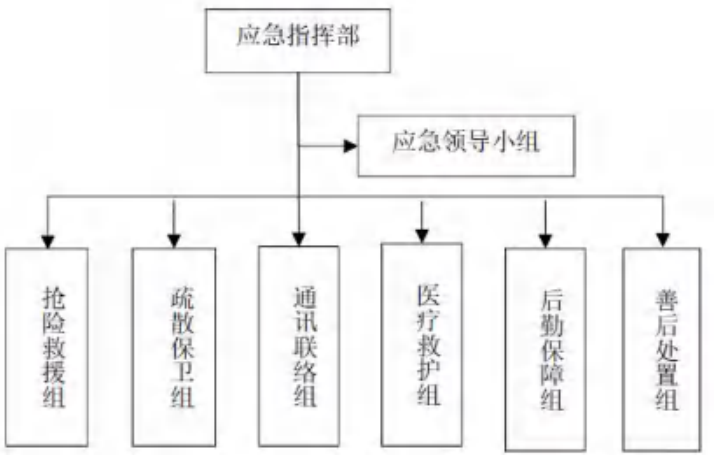 应急指挥部
应急领导小组
抢险救援组
疏散保卫组
通讯联络组
医疗救护组
后勤保障组
善后处置组